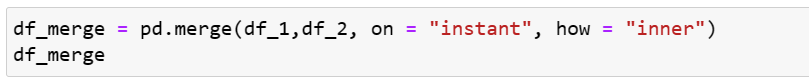 df_merge = pd.merge(df_1,df_2, on = "instant", how = "inner")
df_merge